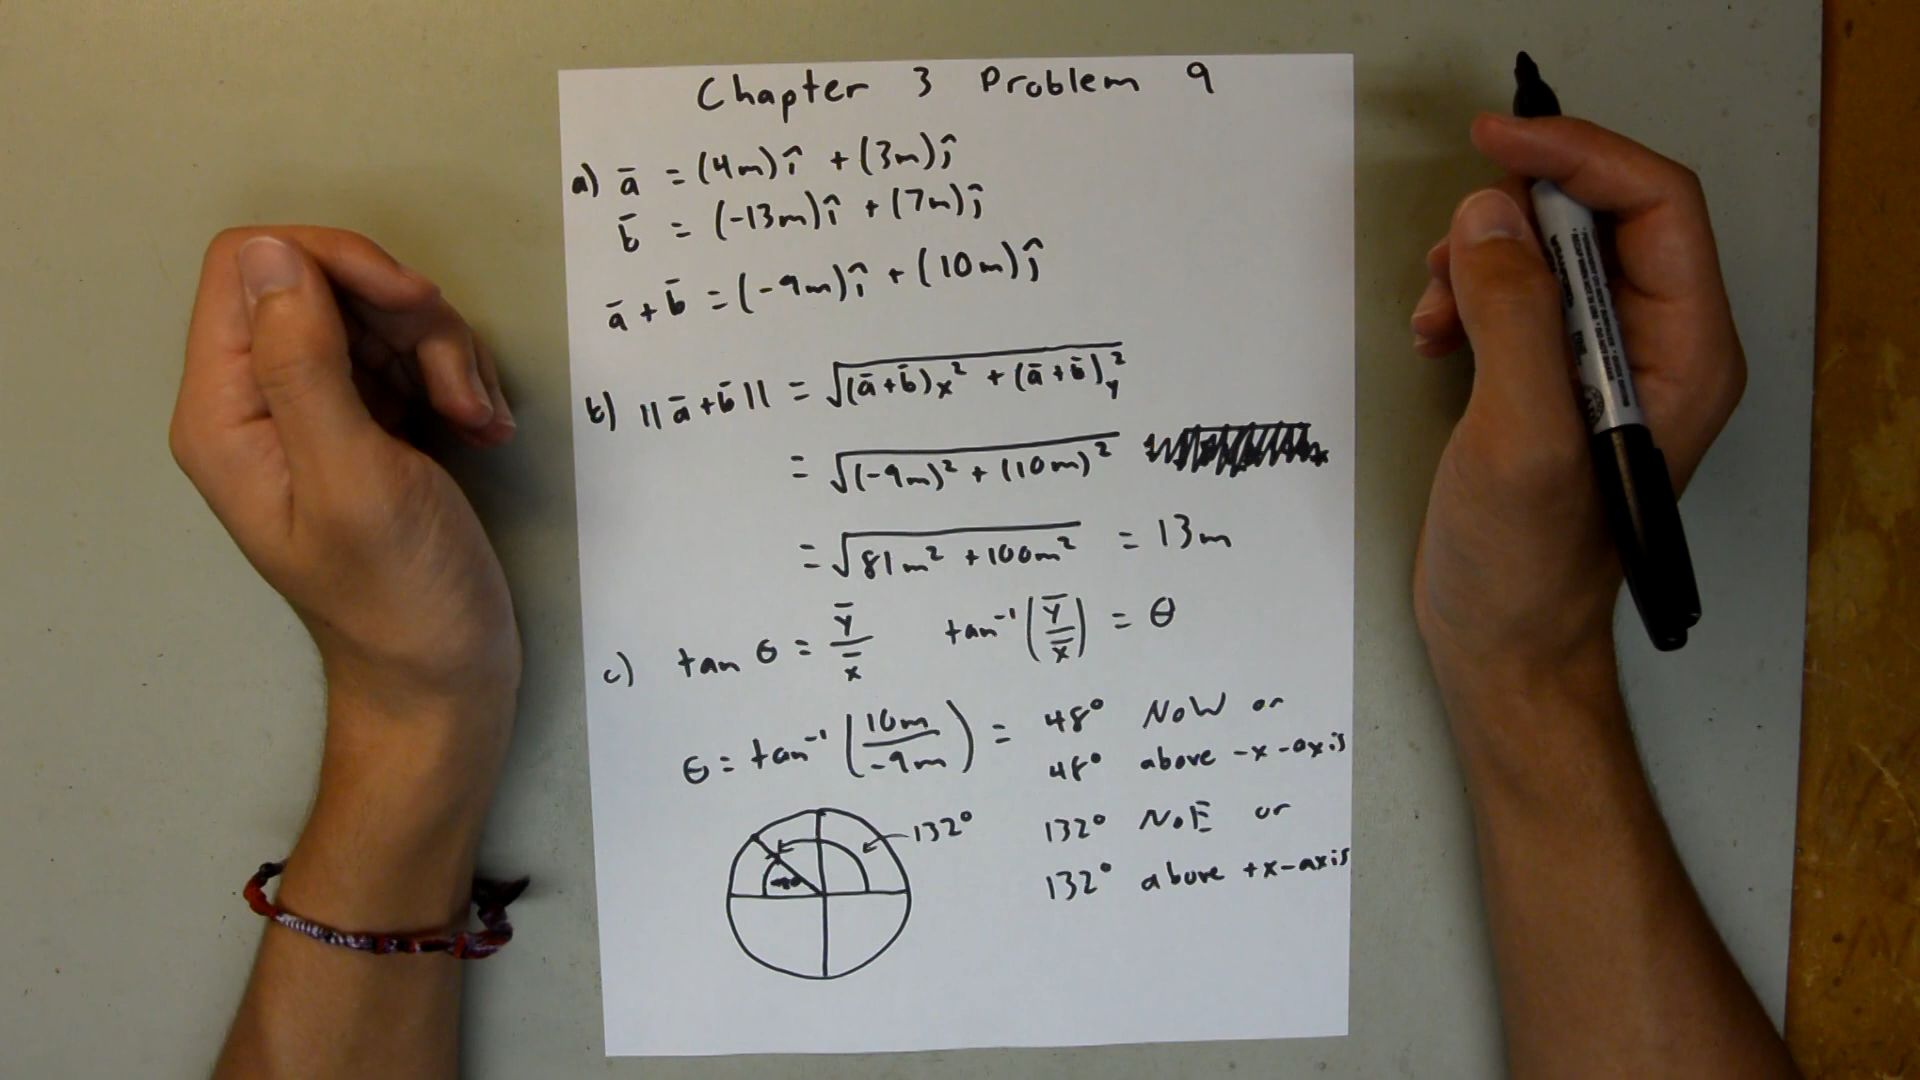 Chapter 3 Problem 9
a) a̅ = (4m)î + (3m)ĵ
b̅ = (-13m)î + (7m)ĵ
a̅ + b̅ = (-9m)î + (10m)ĵ
b) ||a̅ + b̅|| = √((a̅+b̅)x² + (a̅+b̅)y²)
= √((-9m)² + (10m)²)
= √(81m² + 100m²) = 13m
c) tan θ = y̅/x̅ tan⁻¹(y̅/x̅) = θ
θ = tan⁻¹(10m/-9m) = 48° NoW or
48° above -x-axis
132° 132° NoE or
132° above +x-axis